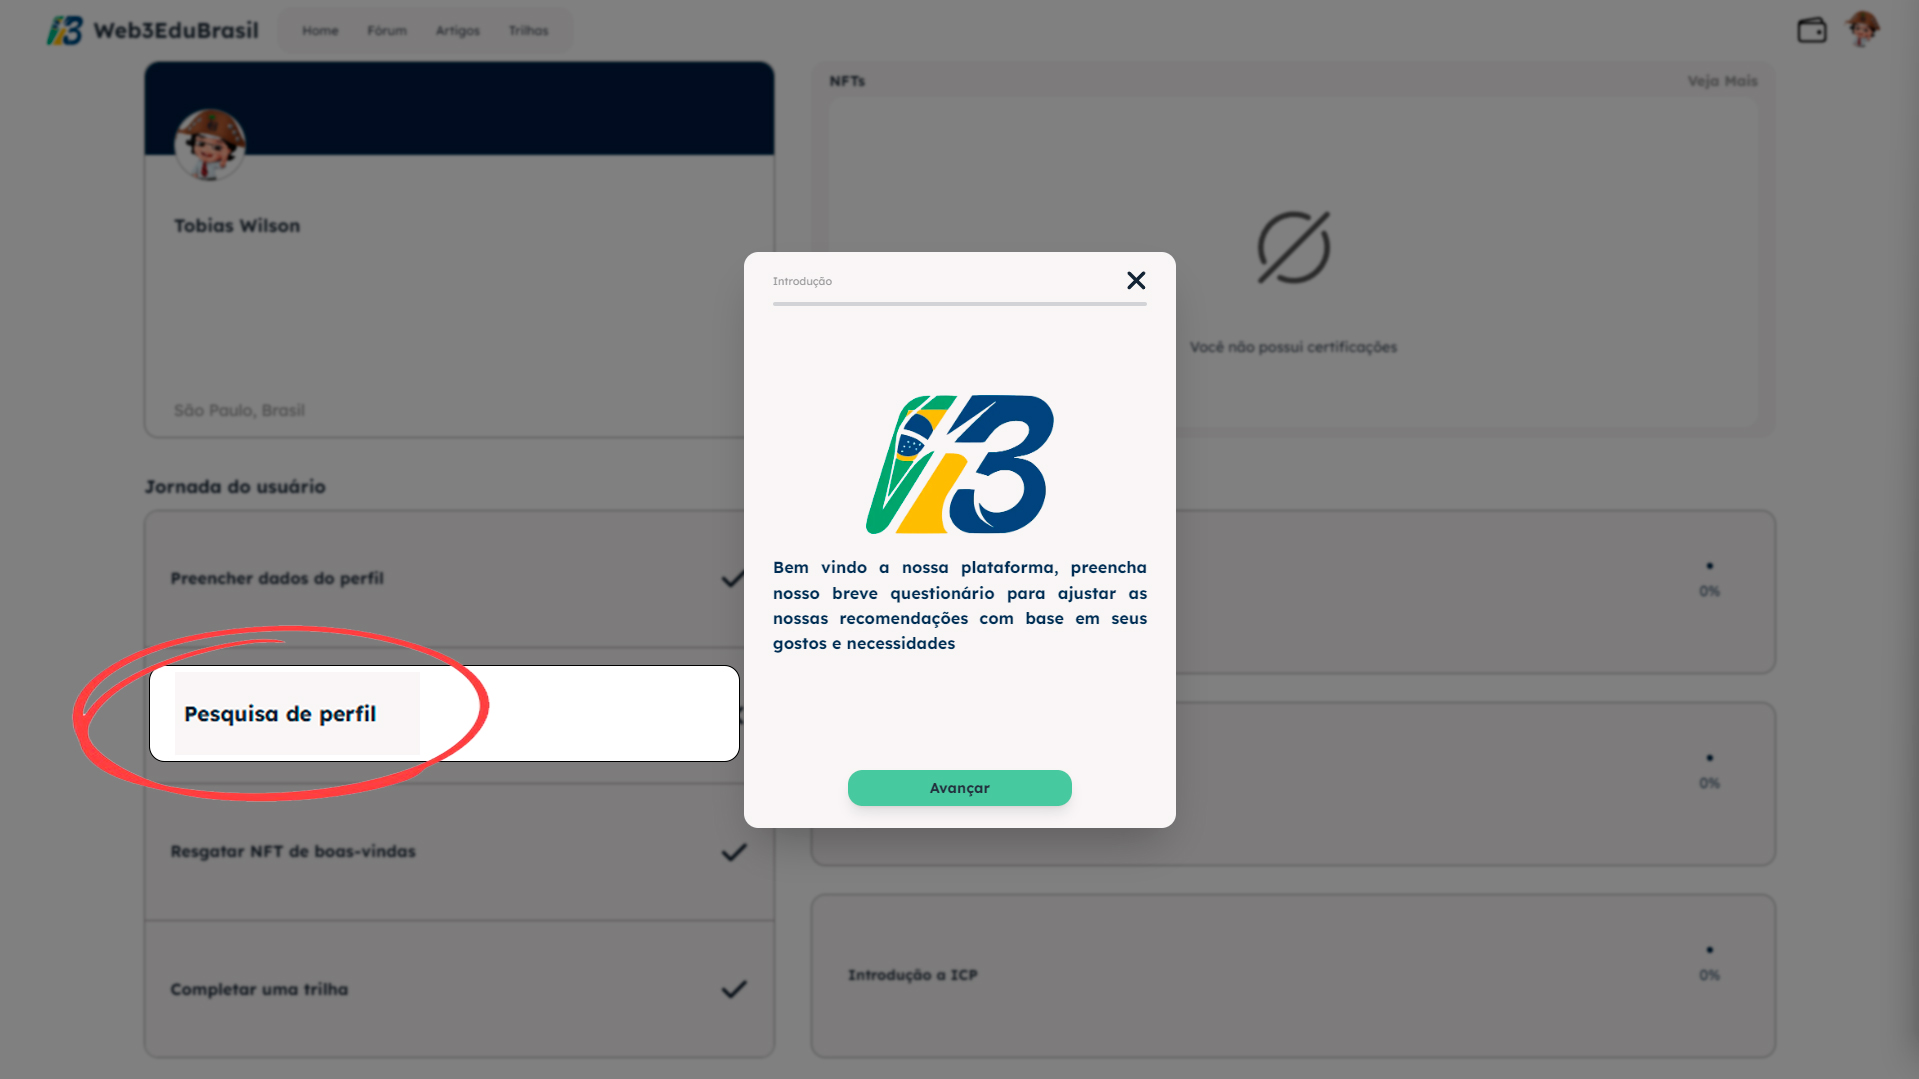 Web3EduBrasil
Home Fórum Artigos Trilhas
NFTs
Veja Mais
Tobias Wilson
Você não possui certificações
São Paulo, Brasil
Introdução
Bem vindo a nossa plataforma, preencha
nosso breve questionário para ajustar as
nossas recomendações com base em seus
gostos e necessidades
Avançar
Jornada do usuário
Preencher dados do perfil
Pesquisa de perfil
Resgatar NFT de boas-vindas
Completar uma trilha
0%
0%
Introdução a ICP
0%